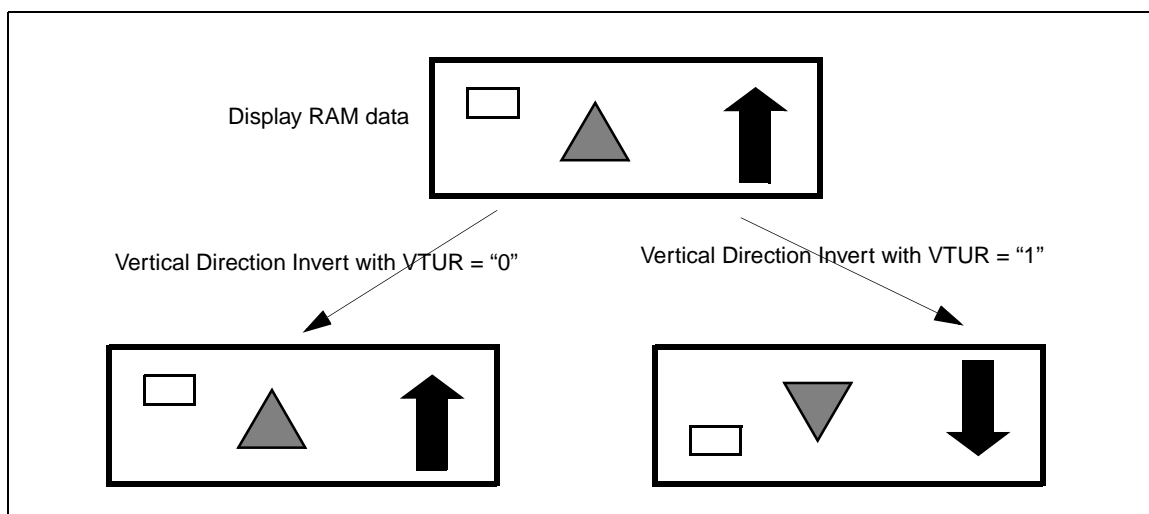 Display RAM data
Vertical Direction Invert with VTUR = “0”
Vertical Direction Invert with VTUR = “1”